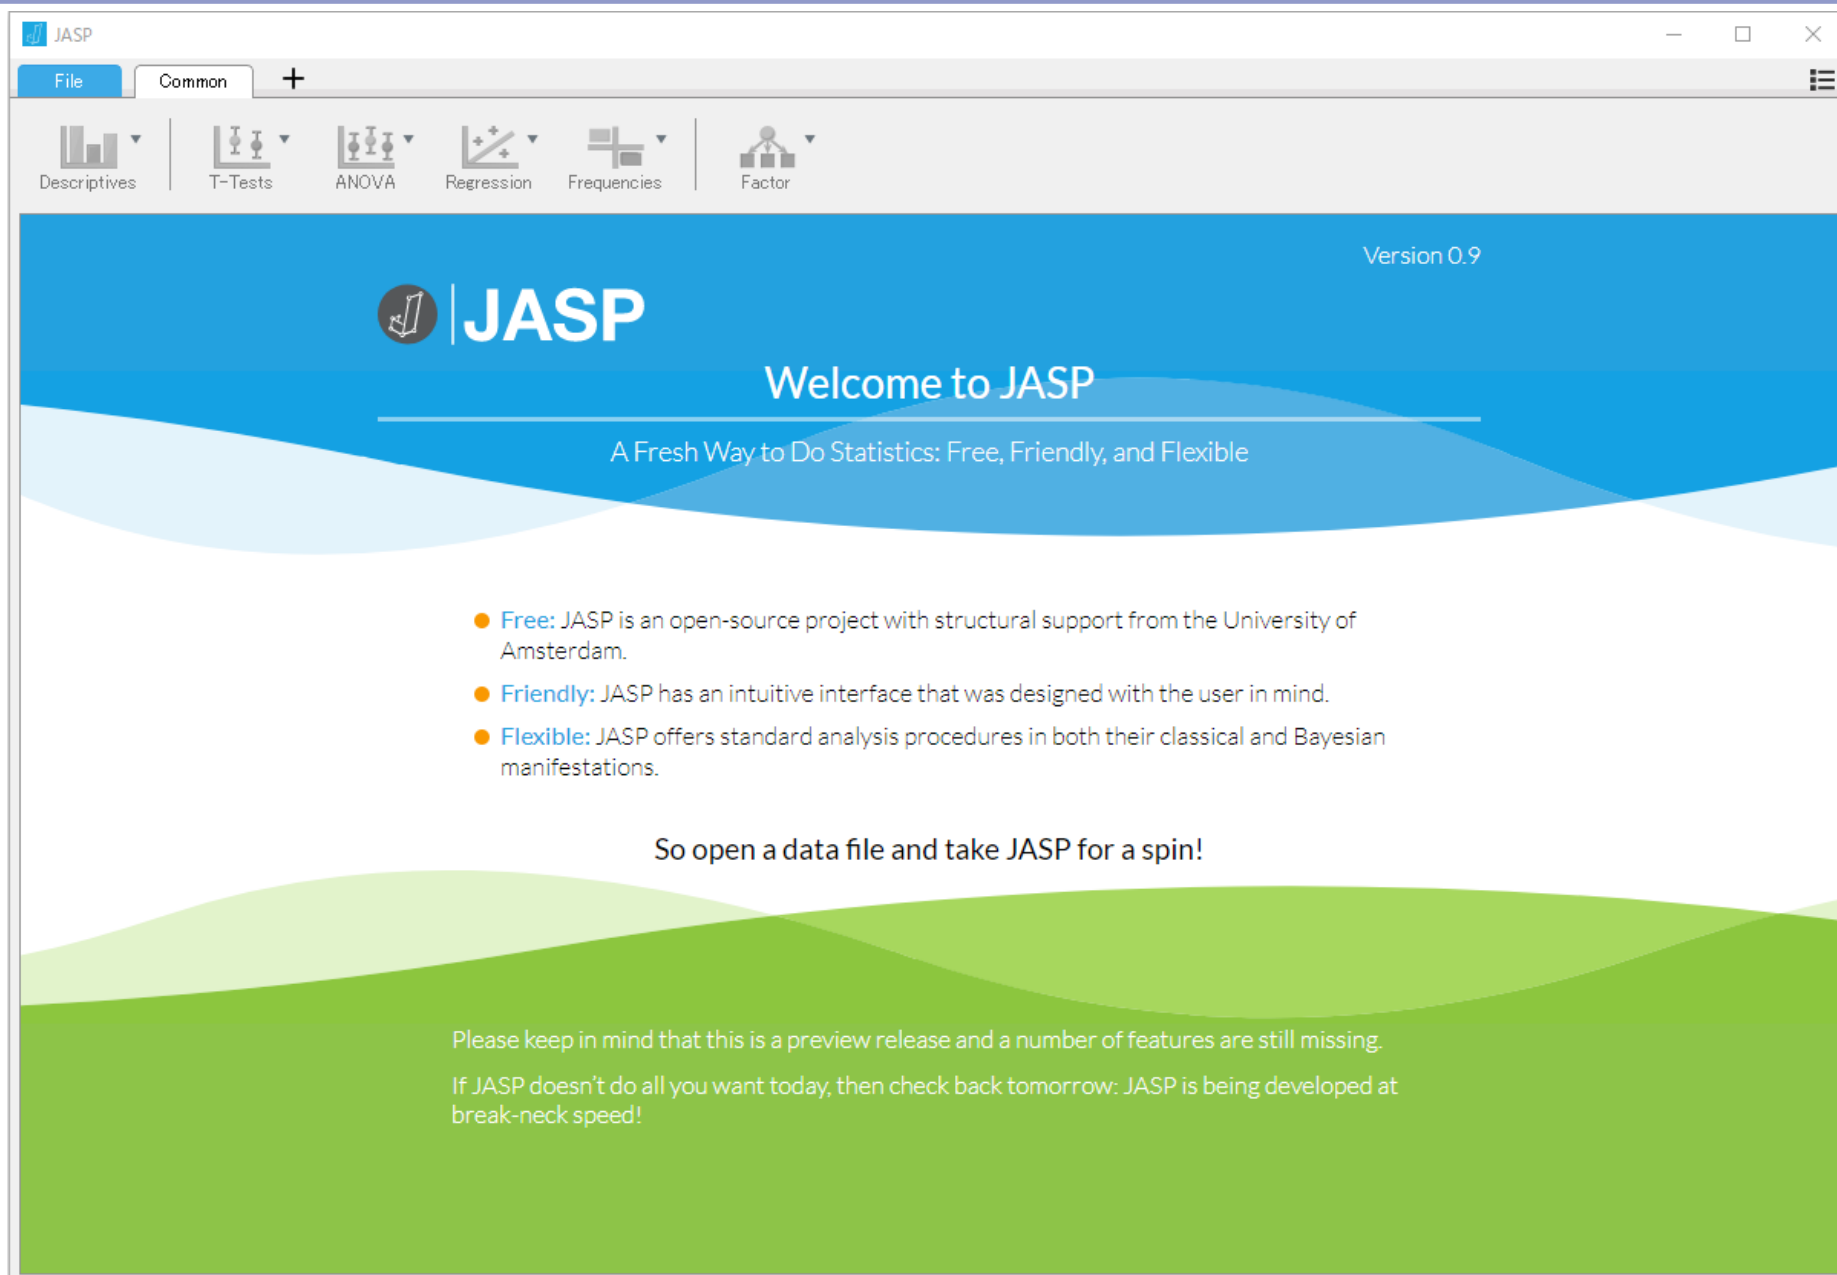 JASP
File Common
Descriptives T-Tests ANOVA Regression Frequencies Factor
Version 0.9
JASP
Welcome to JASP
A Fresh Way to Do Statistics: Free, Friendly, and Flexible
Free: JASP is an open-source project with structural support from the University of
Amsterdam.
Friendly: JASP has an intuitive interface that was designed with the user in mind.
Flexible: JASP offers standard analysis procedures in both their classical and Bayesian
manifestations.
So open a data file and take JASP for a spin!
Please keep in mind that this is a preview release and a number of features are still missing.
If JASP doesn't do all you want today, then check back tomorrow: JASP is being developed at
break-neck speed!